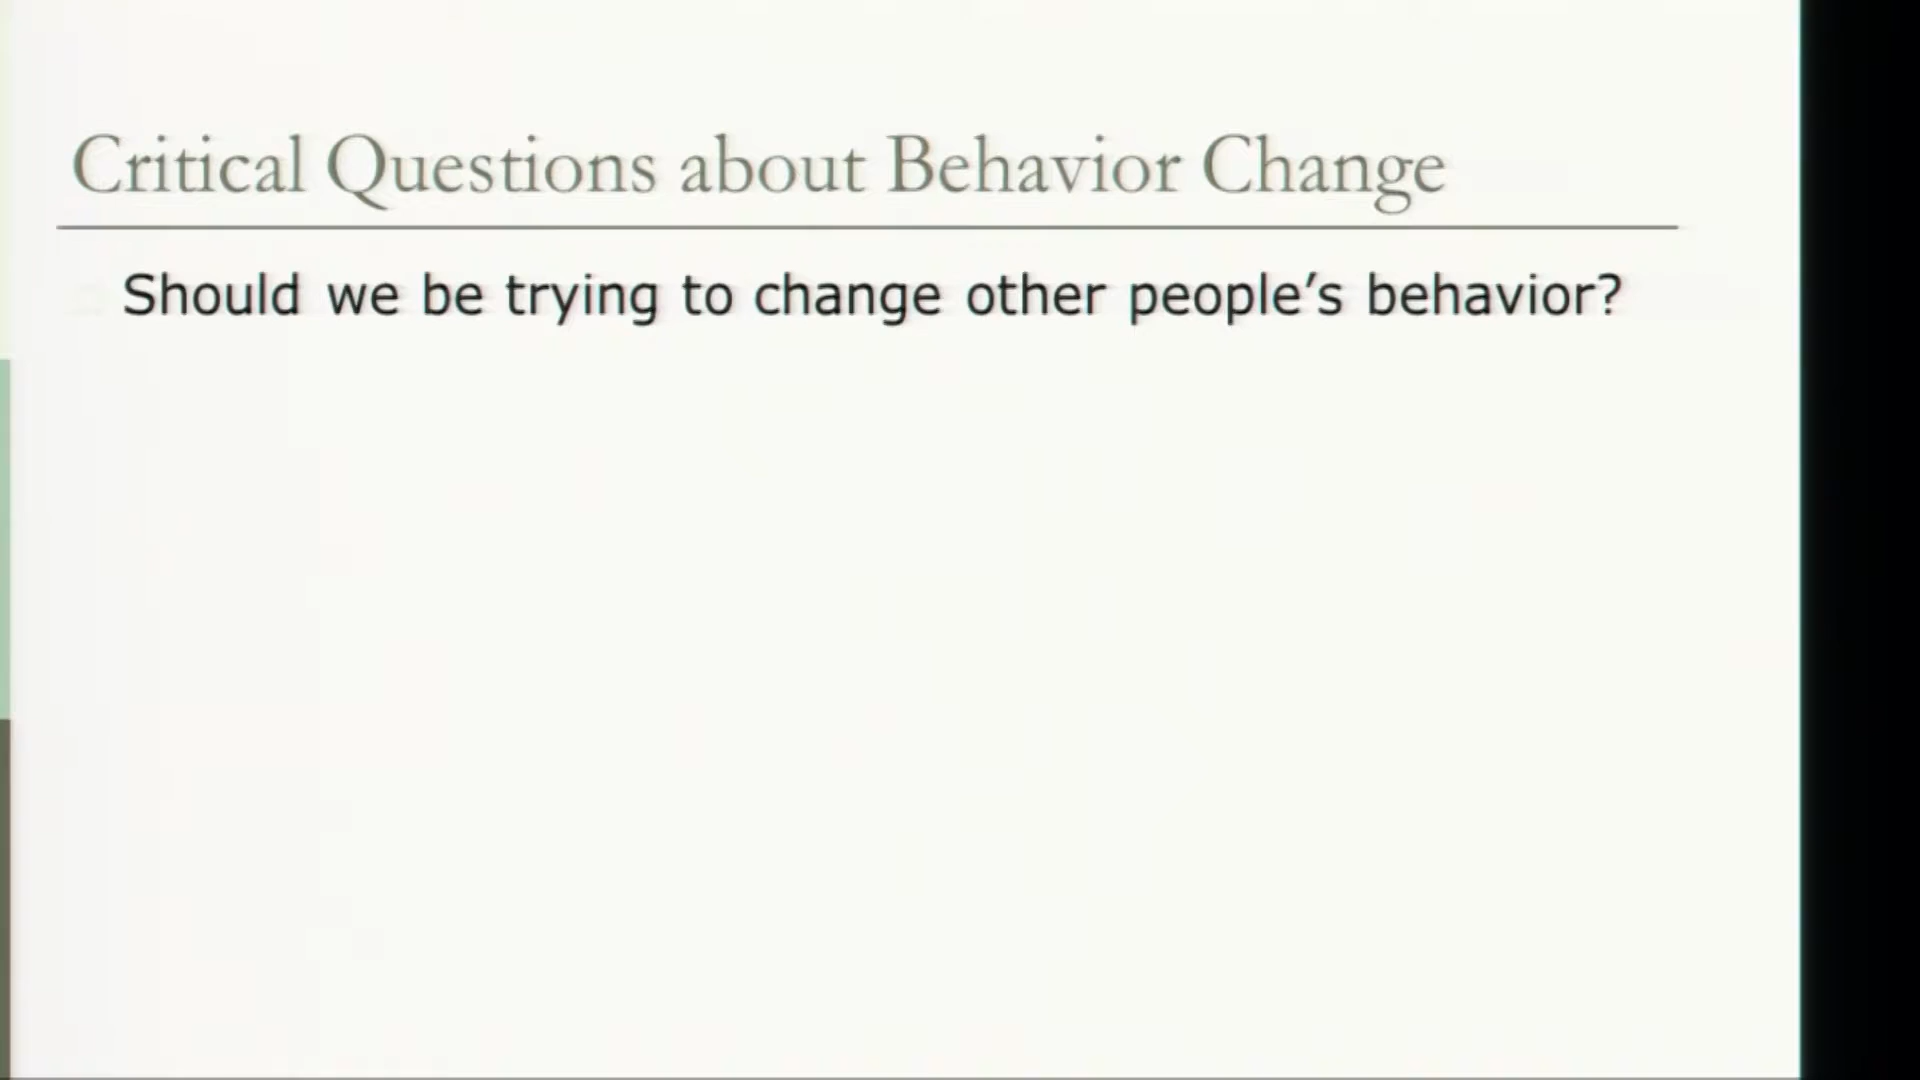 Critical Questions about Behavior Change
Should we be trying to change other people’s behavior?